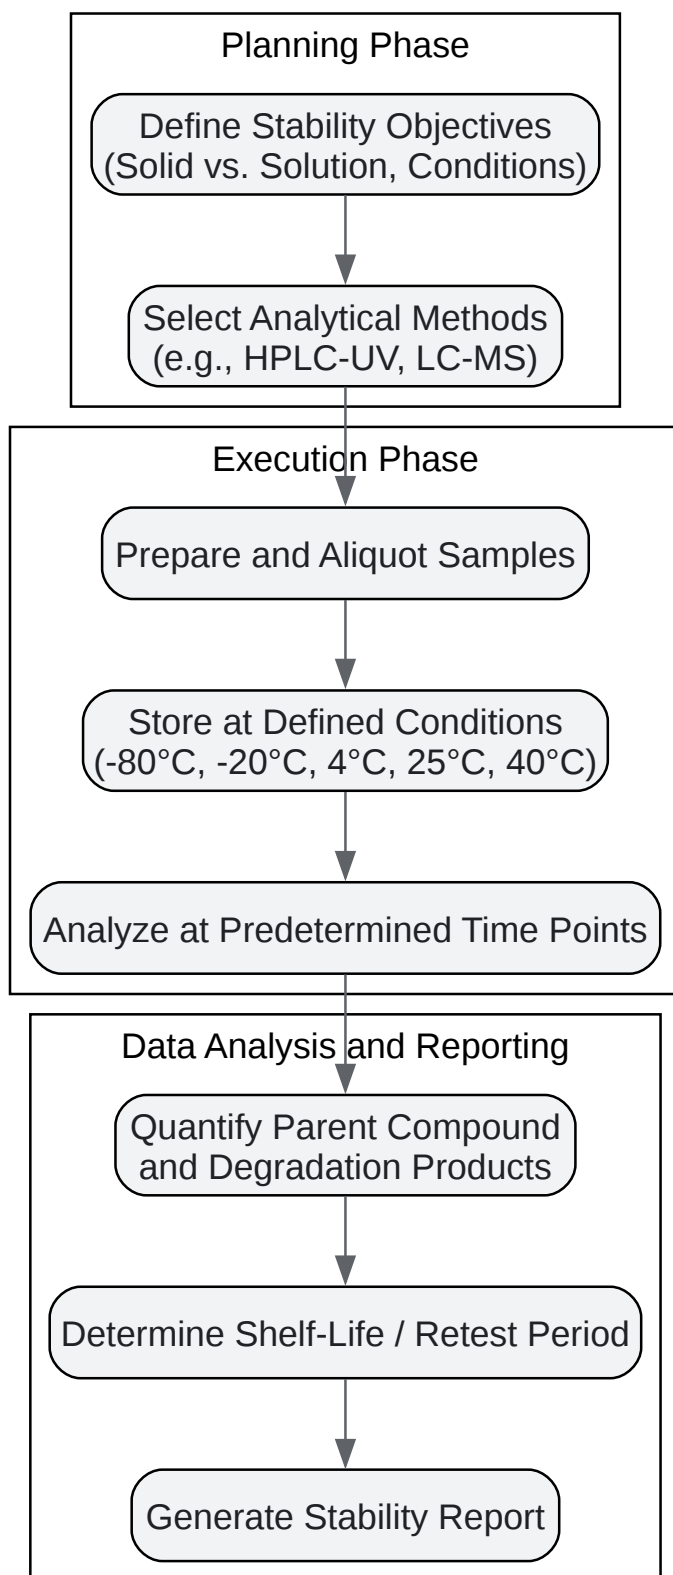 Planning Phase
Define Stability Objectives
(Solid vs. Solution, Conditions)
Select Analytical Methods
(e.g., HPLC-UV, LC-MS)
Execution Phase
Prepare and Aliquot Samples
Store at Defined Conditions
(-80°C, -20°C, 4°C, 25°C, 40°C)
Analyze at Predetermined Time Points
Data Analysis and Reporting
Quantify Parent Compound
and Degradation Products
Determine Shelf-Life / Retest Period
Generate Stability Report